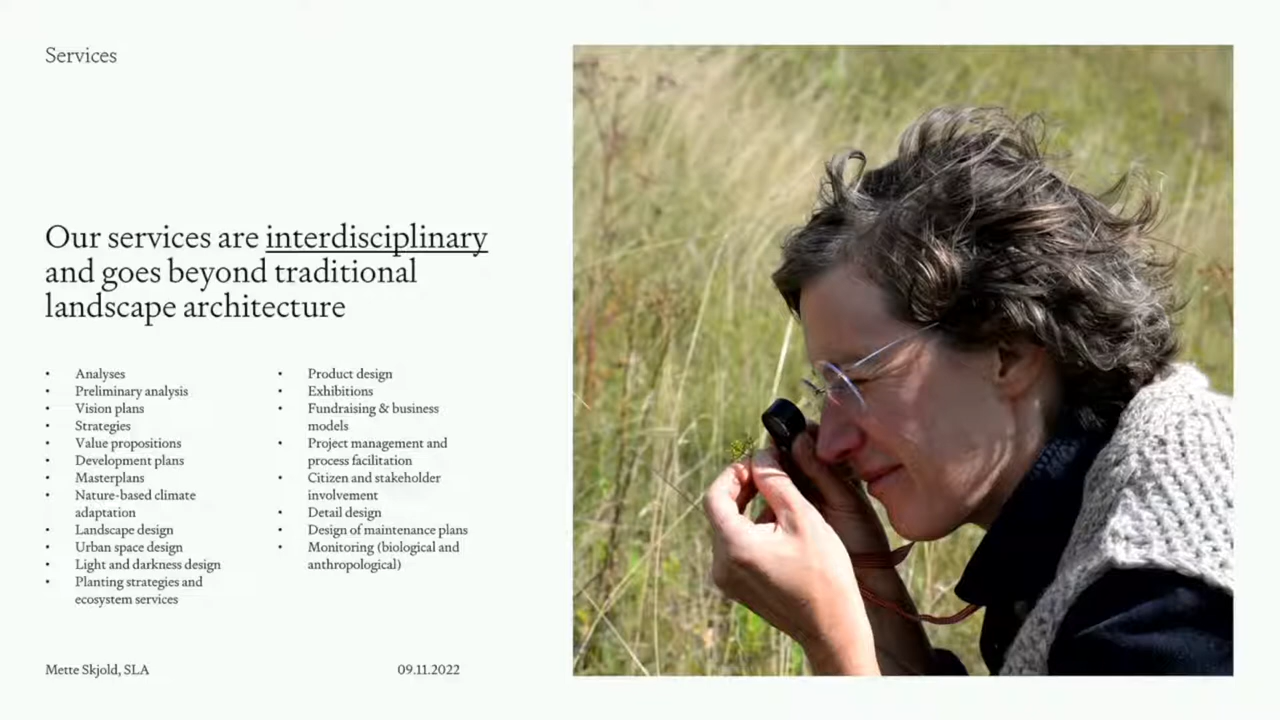 Services
Our services are interdisciplinary
and goes beyond traditional
landscape architecture
• Analyses
• Preliminary analysis
• Vision plans
• Strategies
• Value propositions
• Development plans
• Masterplans
• Nature-based climate
adaptation
• Landscape design
• Urban space design
• Light and darkness design
• Planting strategies and
ecosystem services
• Product design
• Exhibitions
• Fundraising & business
models
• Project management and
process facilitation
• Citizen and stakeholder
involvement
• Detail design
• Design of maintenance plans
• Monitoring (biological and
anthropological)
Mette Skjold, SLA
09.11.2022